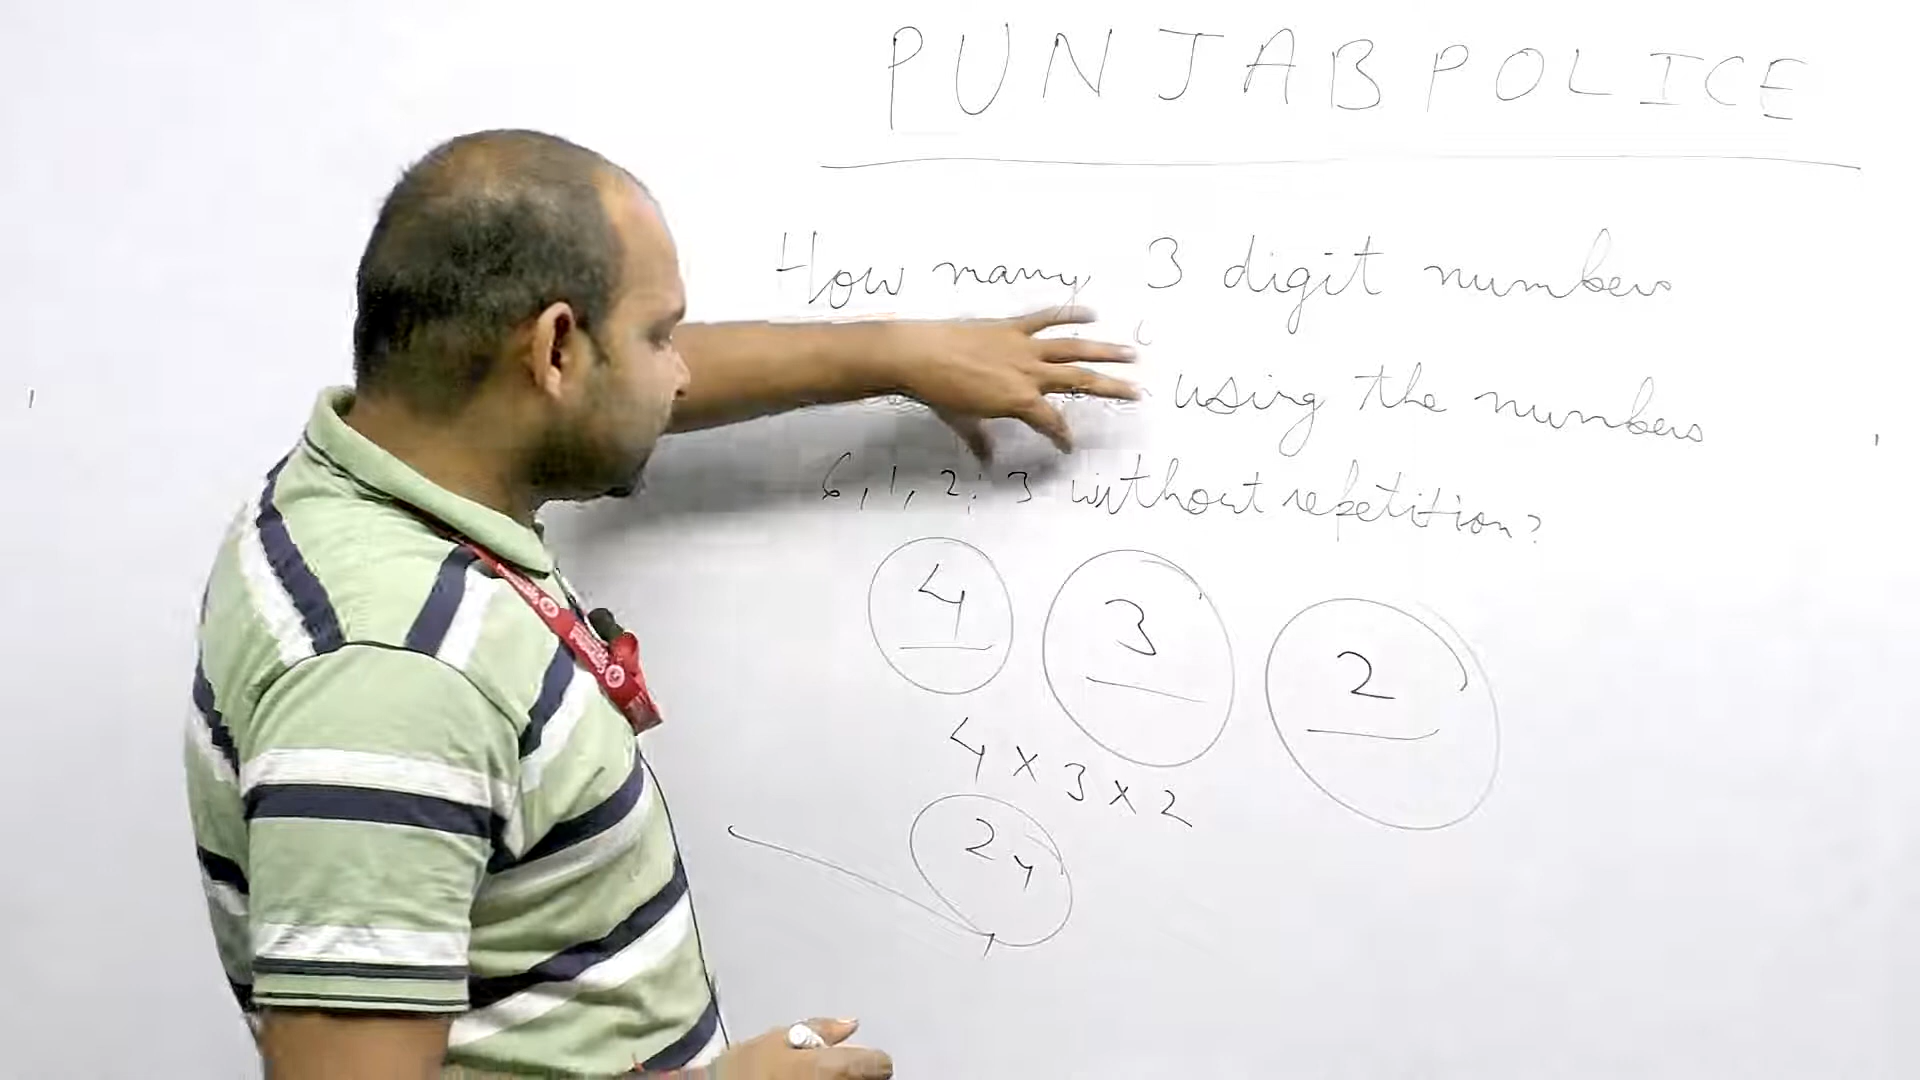 PUNJAB POLICE
How many 3 digit numbers
using the numbers
6, 1, 2, 3 without repetition?
4 3 2
4 × 3 × 2
24